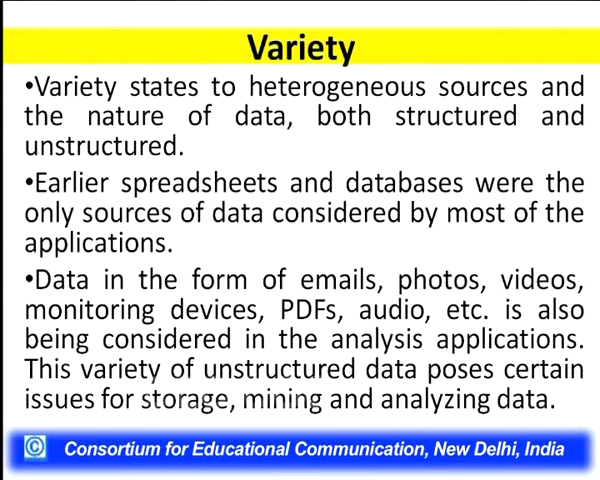 Variety
•Variety states to heterogeneous sources and
the nature of data, both structured and
unstructured.
•Earlier spreadsheets and databases were the
only sources of data considered by most of the
applications.
•Data in the form of emails, photos, videos,
monitoring devices, PDFs, audio, etc. is also
being considered in the analysis applications.
This variety of unstructured data poses certain
issues for storage, mining and analyzing data.
© Consortium for Educational Communication, New Delhi, India